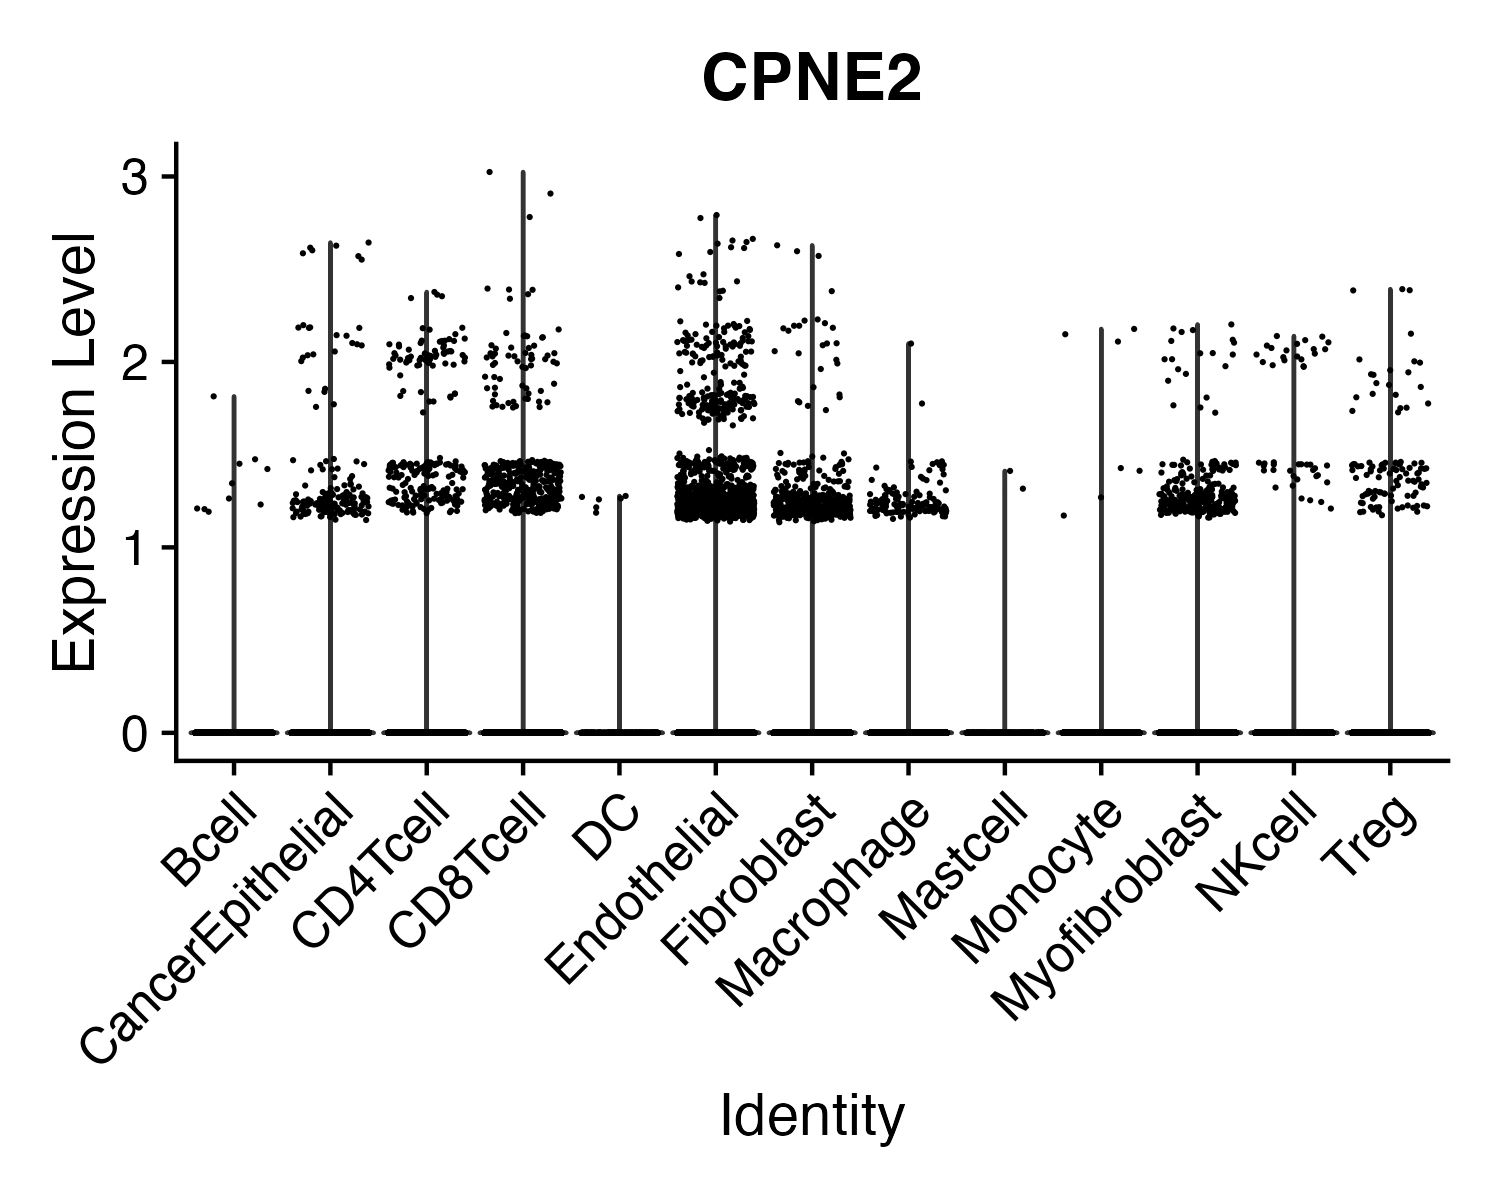 CPNE2
Expression Level
3
2
1
0
Bcell
CancerEpithelial
CD4Tcell
CD8Tcell
DC
Endothelial
Fibroblast
Macrophage
Mastcell
Monocyte
Myofibroblast
NKcell
Treg
Identity